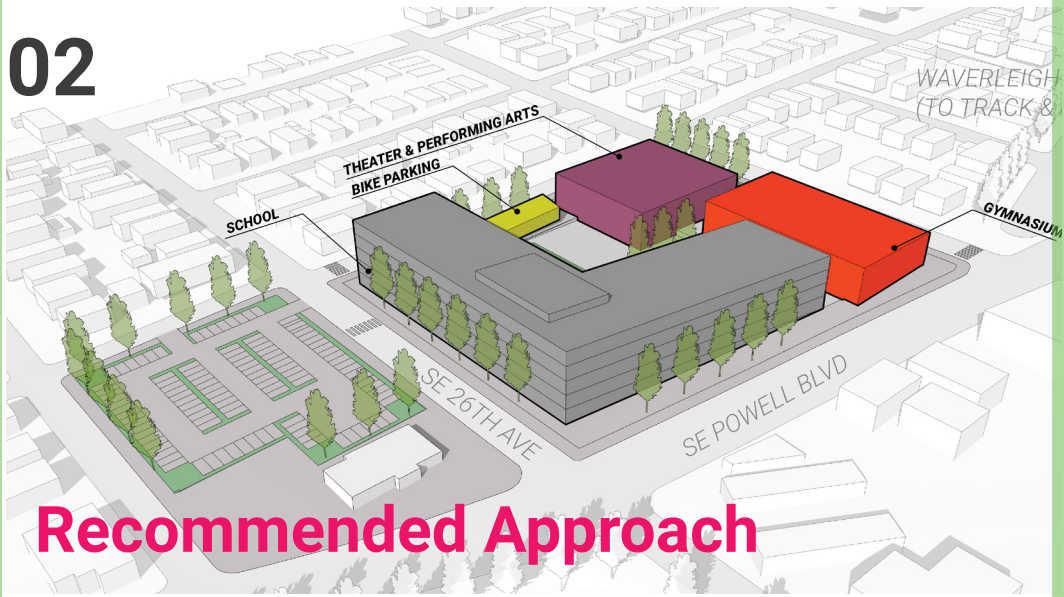 02
WAVERLEIGH
(TO TRACK &
THEATER & PERFORMING ARTS
BIKE PARKING
SCHOOL
GYMNASIUM
SE 26TH AVE
SE POWELL BLVD
Recommended Approach